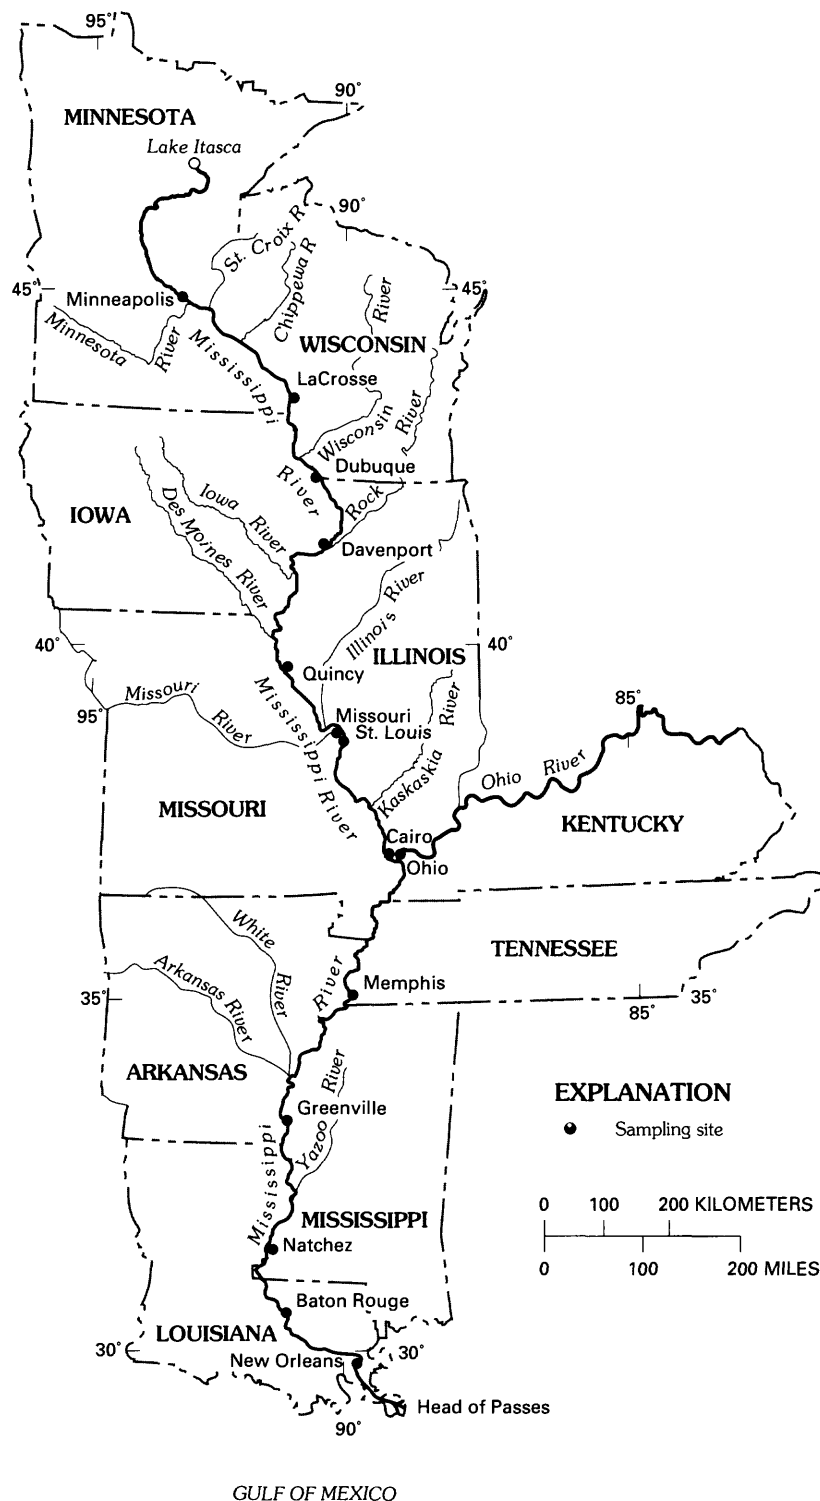 95°
90°
MINNESOTA
Lake Itasca
90°
St. Croix R
Chippewa R
45°
45°
Minneapolis
River
Minnesota
River
Mississippi
WISCONSIN
LaCrosse
River
Wisconsin
Dubuque
River
Rock
IOWA
Iowa River
Des Moines River
Davenport
River
Illinois
40°
40°
ILLINOIS
Quincy
Missouri
River
95°
Mississippi River
River
Missouri
St. Louis
85°
Kaskaskia
Ohio River
MISSOURI
KENTUCKY
Cairo
Ohio
White
River
TENNESSEE
Arkansas River
River
Memphis
35°
85°
35°
ARKANSAS
River
Yazoo
EXPLANATION
Greenville
Sampling site
Mississippi
0 100 200 KILOMETERS
MISSISSIPPI
Natchez
0 100 200 MILES
Baton Rouge
LOUISIANA
30°
30°
New Orleans
Head of Passes
90°
GULF OF MEXICO